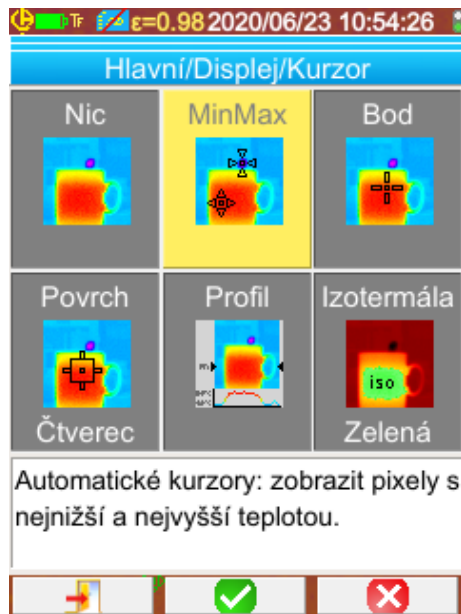 TF ε=0.98 2020/06/23 10:54:26
Hlavní/Displej/Kurzor
Nic MinMax Bod
Povrch Profil Izotermála
iso
Čtverec Zelená
Automatické kurzory: zobrazit pixely s
nejnižší a nejvyšší teplotou.